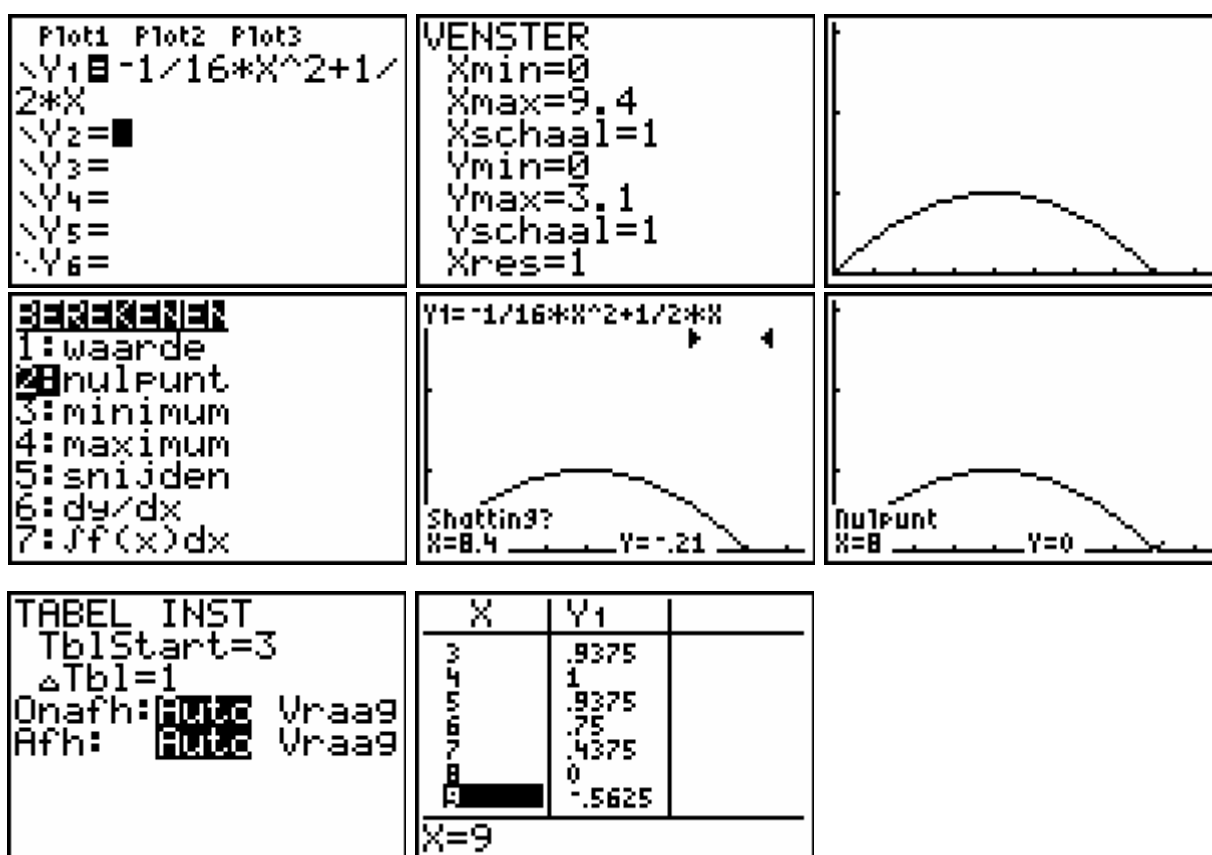 Plot1 Plot2 Plot3
\Y1=-1/16*X^2+1/
2*X
\Y2=
\Y3=
\Y4=
\Y5=
\Y6=
VENSTER
Xmin=0
Xmax=9.4
Xschaal=1
Ymin=0
Ymax=3.1
Yschaal=1
Xres=1
BEREKENEN
1:waarde
2:nulpunt
3:minimum
4:maximum
5:snijden
6:dy/dx
7:∫f(x)dx
Y1=-1/16*X^2+1/2*X
Shatting?
X=8.4 Y=-.21
Nulpunt
X=8 Y=0
TABEL INST
TblStart=3
△Tbl=1
Onafh:Auto Vraag
Afh: Auto Vraag
X Y1
3 .9375
4 1
5 .9375
6 .75
7 .4375
8 0
9 -.5625
X=9